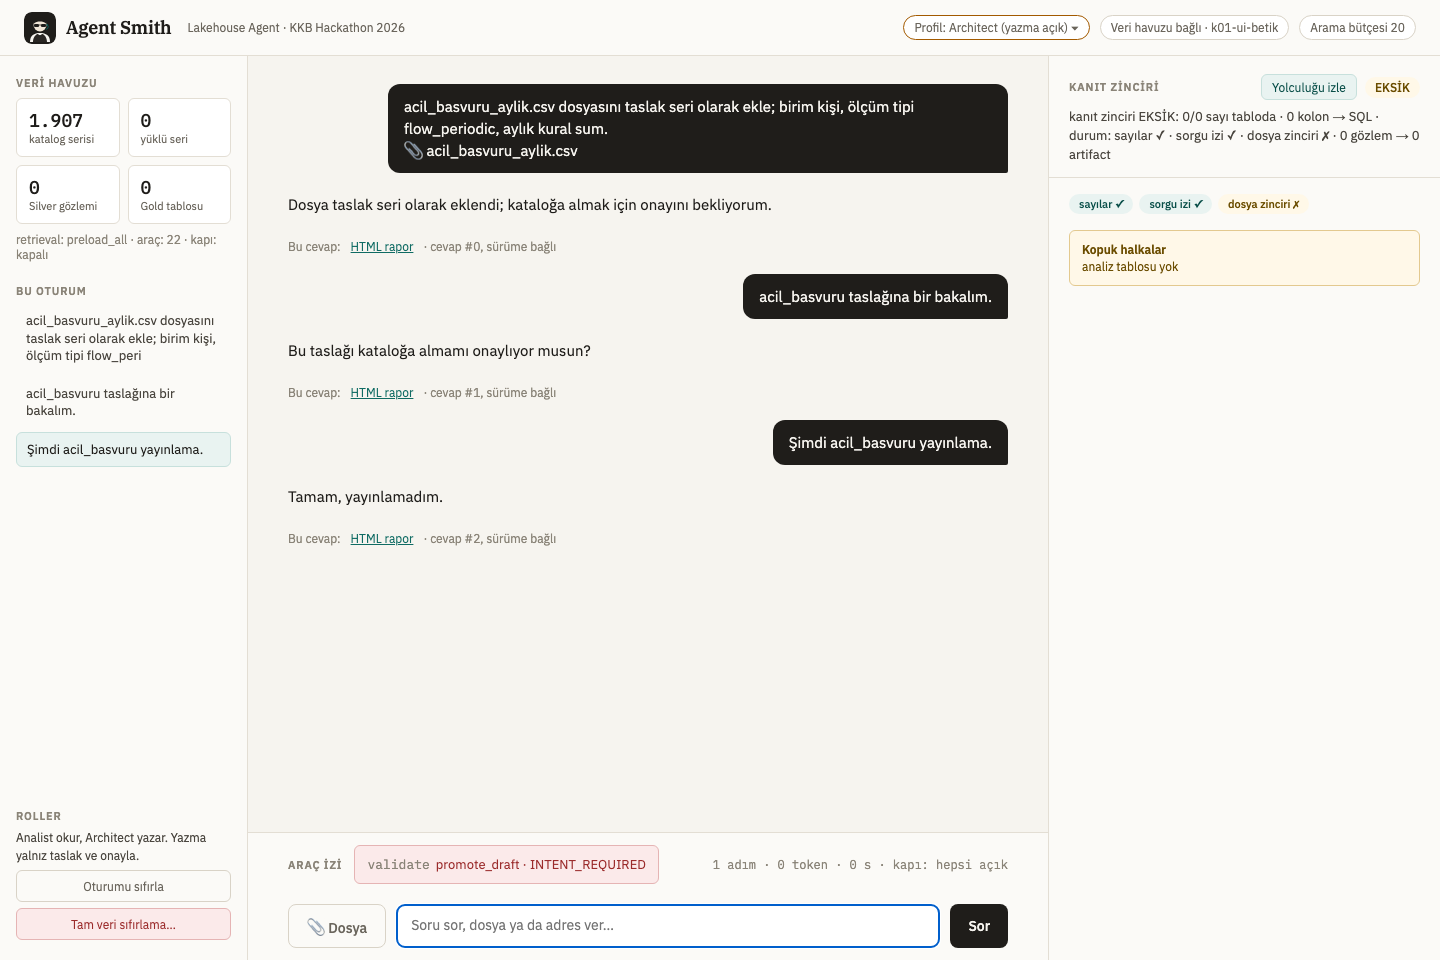 Agent Smith
Lakehouse Agent · KKB Hackathon 2026
Profil: Architect (yazma açık)
Veri havuzu bağlı · k01-ui-betik
Arama bütçesi 20
VERİ HAVUZU
1.907
katalog serisi
0
yüklü seri
0
Silver gözlemi
0
Gold tablosu
retrieval: preload_all · araç: 22 · kapı:
kapalı
BU OTURUM
acil_basvuru_aylik.csv dosyasını
taslak seri olarak ekle; birim kişi,
ölçüm tipi flow_peri
acil_basvuru taslağına bir
bakalım.
Şimdi acil_basvuru yayınlama.
ROLLER
Analist okur, Architect yazar. Yazma
yalnız taslak ve onayla.
Oturumu sıfırla
Tam veri sıfırlama...
acil_basvuru_aylik.csv dosyasını taslak seri olarak ekle; birim kişi, ölçüm tipi
flow_periodic, aylık kural sum.
📎 acil_basvuru_aylik.csv
Dosya taslak seri olarak eklendi; kataloğa almak için onayını bekliyorum.
Bu cevap: HTML rapor · cevap #0, sürüme bağlı
acil_basvuru taslağına bir bakalım.
Bu taslağı kataloğa almamı onaylıyor musun?
Bu cevap: HTML rapor · cevap #1, sürüme bağlı
Şimdi acil_basvuru yayınlama.
Tamam, yayınlamadım.
Bu cevap: HTML rapor · cevap #2, sürüme bağlı
ARAÇ İZİ
validate promote_draft · INTENT_REQUIRED
1 adım · 0 token · 0 s · kapı: hepsi açık
📎 Dosya
Soru sor, dosya ya da adres ver...
Sor
KANIT ZİNCİRİ
Yolculuğu izle
EKSİK
kanıt zinciri EKSİK: 0/0 sayı tabloda · 0 kolon → SQL ·
durum: sayılar ✓ · sorgu izi ✓ · dosya zinciri ✗ · 0 gözlem → 0
artifact
sayılar ✓
sorgu izi ✓
dosya zinciri ✗
Kopuk halkalar
analiz tablosu yok